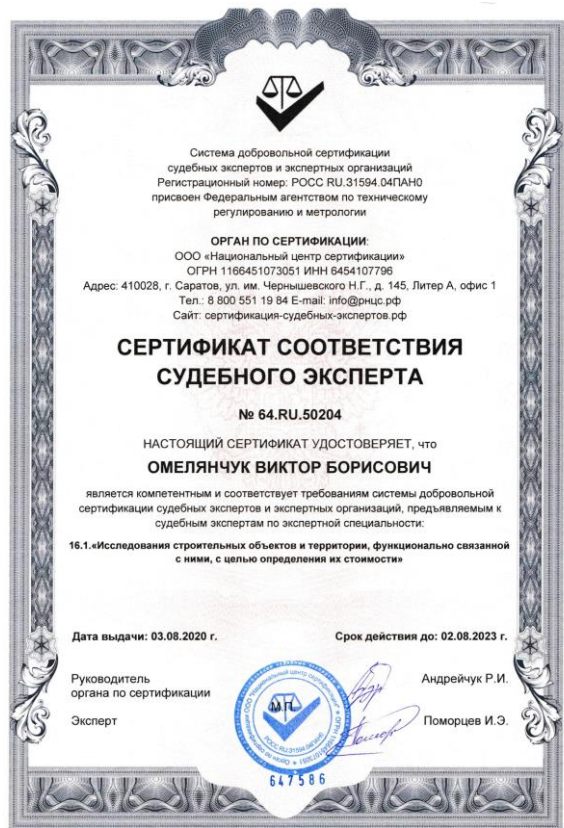 Система добровольной сертификации
судебных экспертов и экспертных организаций
Регистрационный номер: РОСС RU.31594.04ПАН0
присвоен Федеральным агентством по техническому
регулированию и метрологии
ОРГАН ПО СЕРТИФИКАЦИИ:
ООО «Национальный центр сертификации»
ОГРН 1166451073051 ИНН 6454107796
Адрес: 410028, г. Саратов, ул. им. Чернышевского Н.Г., д. 145, Литер А, офис 1
Тел.: 8 800 551 19 84 E-mail: info@рнцс.рф
Сайт: сертификация-судебных-экспертов.рф
СЕРТИФИКАТ СООТВЕТСТВИЯ
СУДЕБНОГО ЭКСПЕРТА
№ 64.RU.50204
НАСТОЯЩИЙ СЕРТИФИКАТ УДОСТОВЕРЯЕТ, что
ОМЕЛЯНЧУК ВИКТОР БОРИСОВИЧ
является компетентным и соответствует требованиям системы добровольной
сертификации судебных экспертов и экспертных организаций, предъявляемым к
судебным экспертам по экспертной специальности:
16.1.«Исследования строительных объектов и территории, функционально связанной
с ними, с целью определения их стоимости»
Дата выдачи: 03.08.2020 г. Срок действия до: 02.08.2023 г.
Руководитель
органа по сертификации
Андрейчук Р.И.
М.П.
Эксперт
Поморцев И.Э.
647586